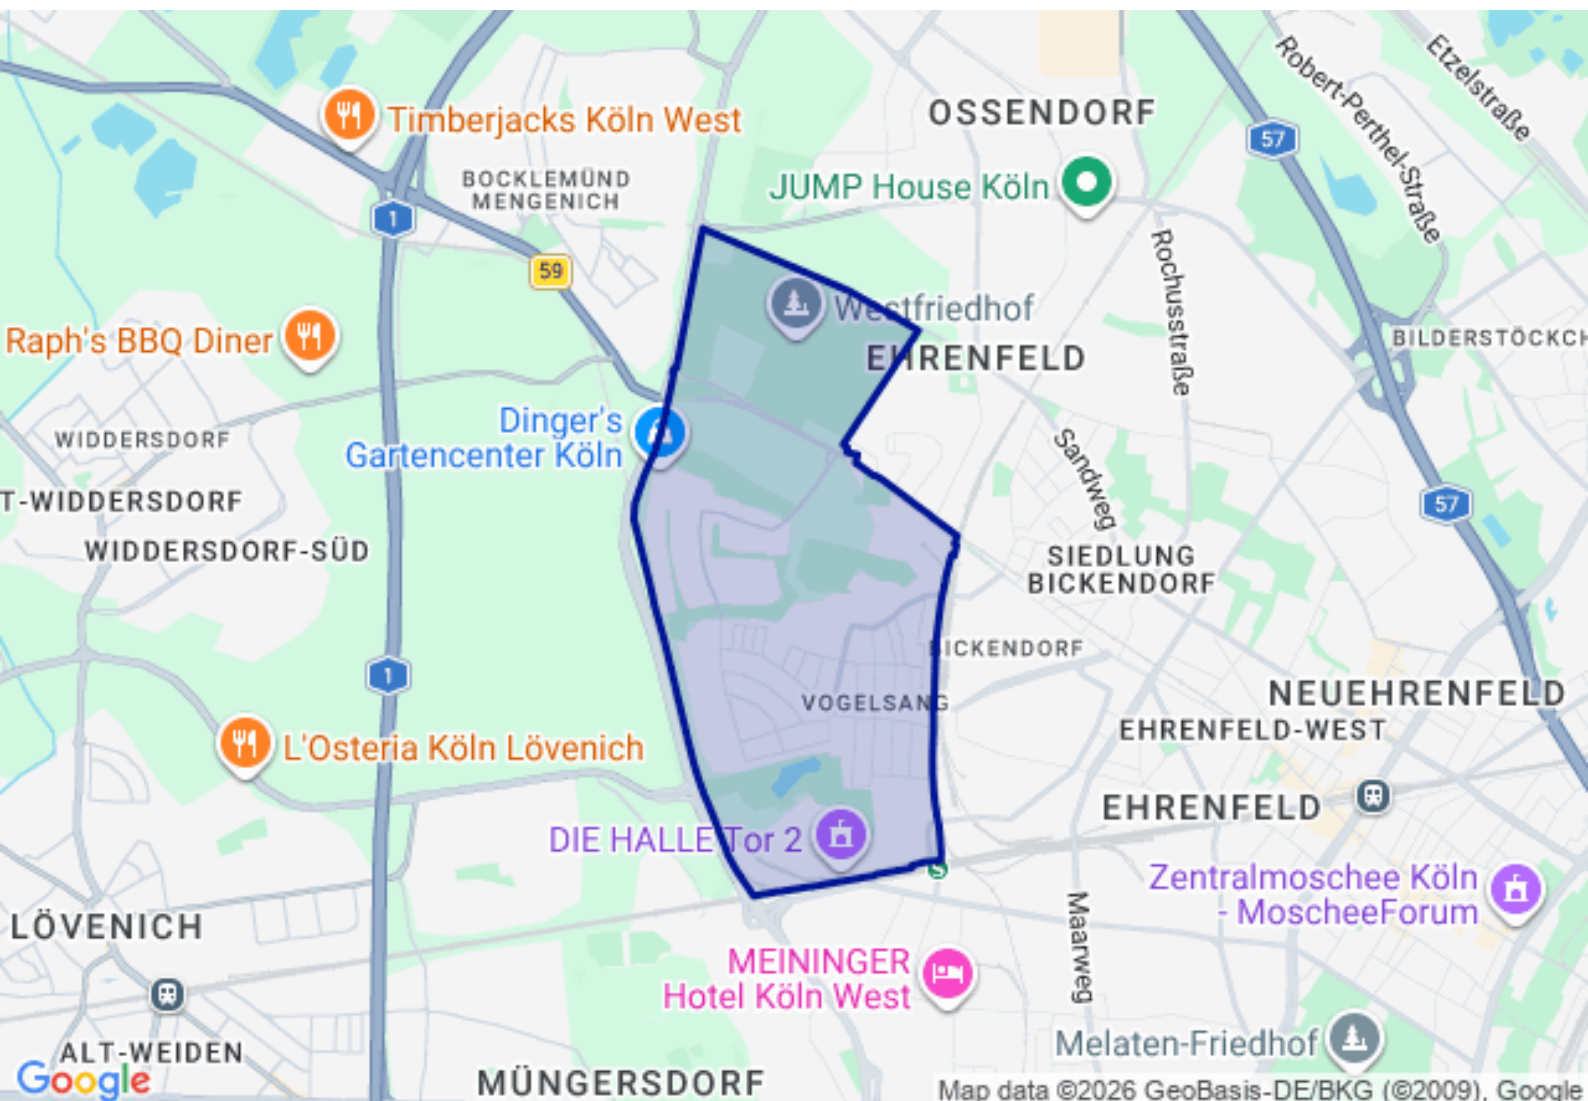 Etzelstraße
Robert-Perthel-Straße
OSSENDORF
Timberjacks Köln West
57
BOCKLEMÜND
MENGENICH
JUMP House Köln
1
Rochusstraße
59
Westfriedhof
Raph's BBQ Diner
EHRENFELD
BILDERSTÖCKCH
Dinger's
Gartencenter Köln
WIDDERSDORF
Sandweg
T-WIDDERSDORF
57
WIDDERSDORF-SÜD
SIEDLUNG
BICKENDORF
BICKENDORF
1
VOGELSANG
NEUEHRENFELD
EHRENFELD-WEST
L'Osteria Köln Lövenich
EHRENFELD
DIE HALLE Tor 2
S
Zentralmoschee Köln
- MoscheeForum
LÖVENICH
Maarweg
MEININGER
Hotel Köln West
ALT-WEIDEN
Melaten-Friedhof
Google
MÜNGERSDORF
Map data ©2026 GeoBasis-DE/BKG (©2009), Google